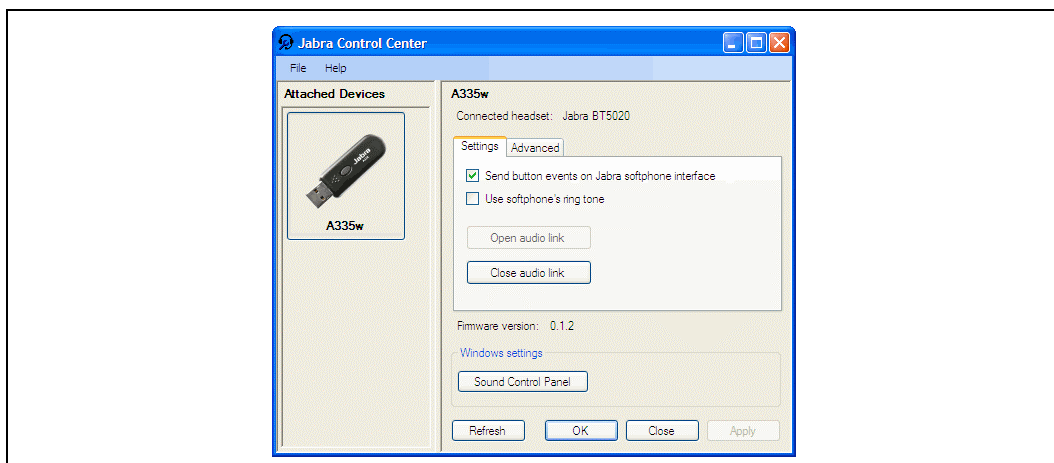 Jabra Control Center
File Help
Attached Devices
Jabra
A335w
A335w
Connected headset: Jabra BT5020
Settings Advanced
Send button events on Jabra softphone interface
Use softphone's ring tone
Open audio link
Close audio link
Firmware version: 0.1.2
Windows settings
Sound Control Panel
Refresh OK Close Apply